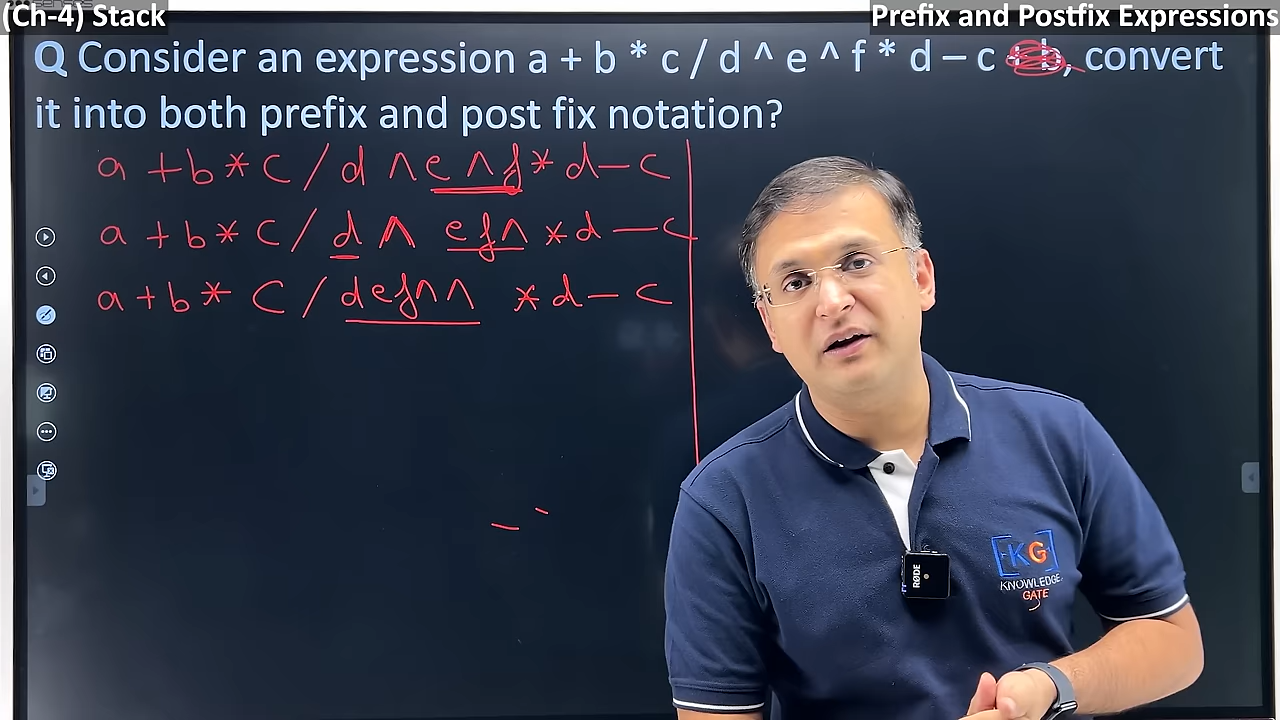 (Ch-4) Stack
Prefix and Postfix Expressions
Q Consider an expression a + b * c / d ^ e ^ f * d – c + b, convert
it into both prefix and post fix notation?
a + b * c / d ^ e ^ f * d – c
a + b * c / d ^ e f ^ * d – c
a + b * c / d e f ^ ^ * d – c
RØDE
KG
KNOWLEDGE
GATE